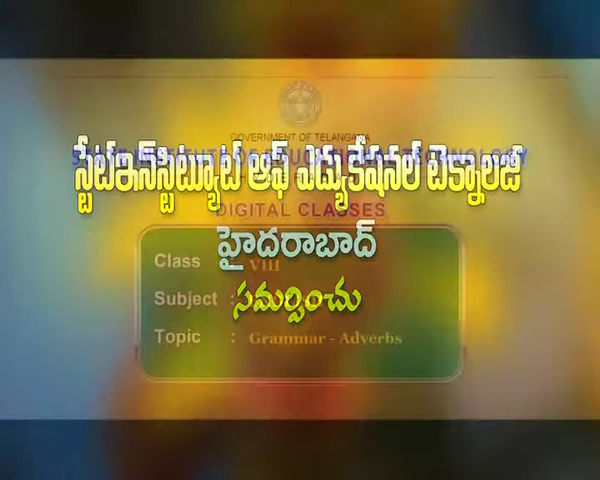 GOVERNMENT OF TELANGANA
స్టేట్ఇన్‌స్టిట్యూట్ ఆఫ్ ఎడ్యుకేషనల్ టెక్నాలజీ
DIGITAL CLASSES
హైదరాబాద్
Class VIII
సమర్పించు
Subject :
Topic : Grammar - Adverbs